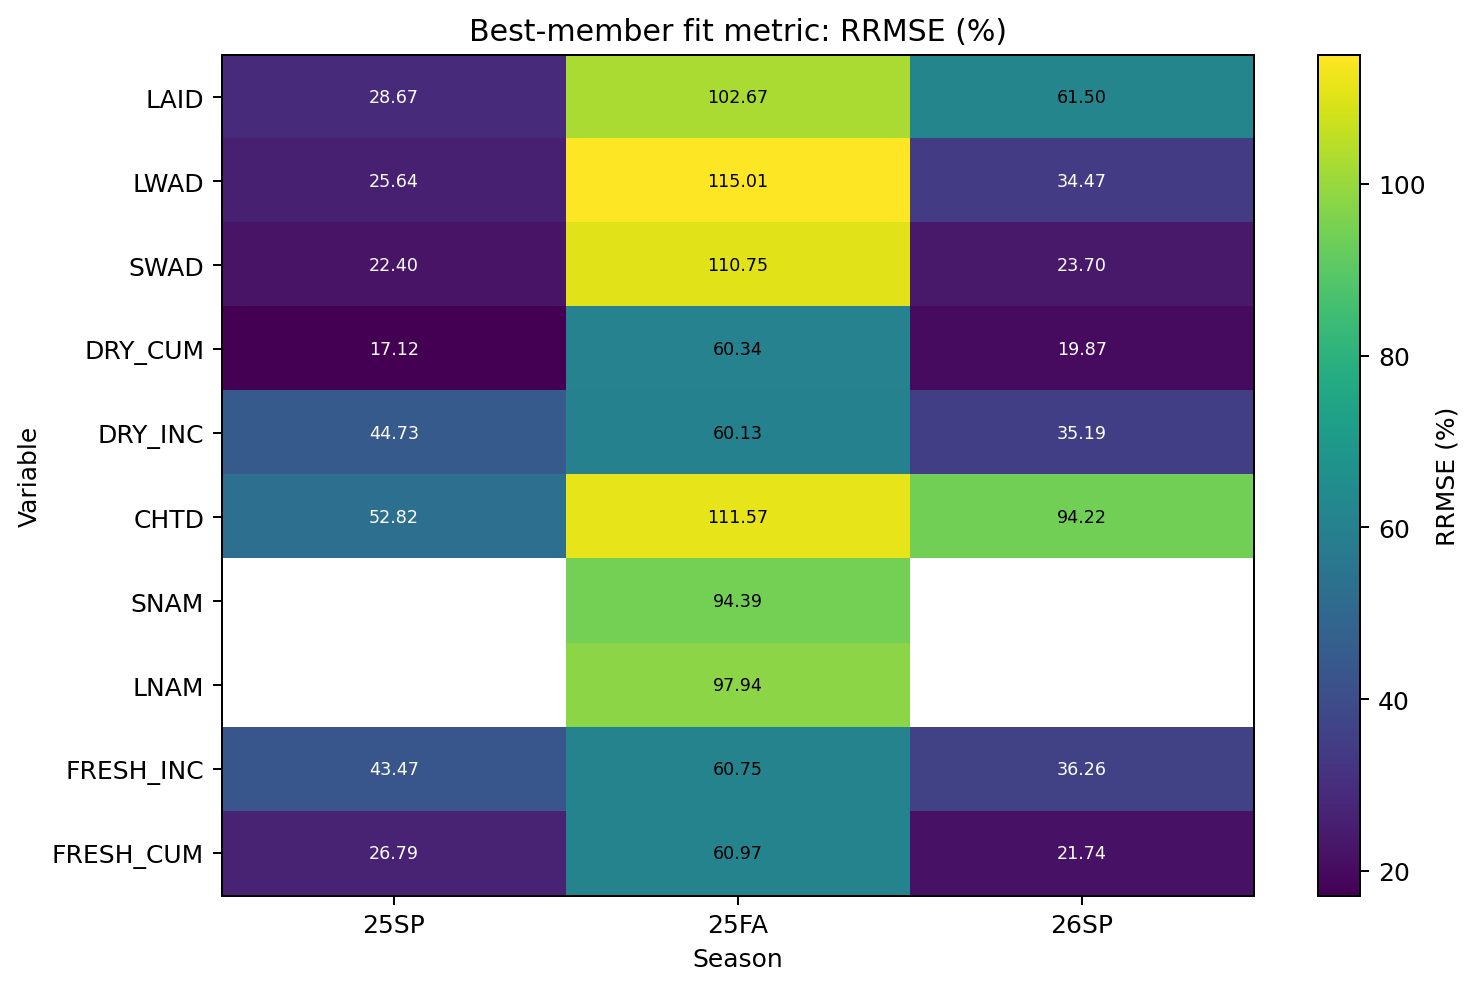 Best-member fit metric: RRMSE (%)
LAID 28.67 102.67 61.50
LWAD 25.64 115.01 34.47
SWAD 22.40 110.75 23.70
DRY_CUM 17.12 60.34 19.87
DRY_INC 44.73 60.13 35.19
CHTD 52.82 111.57 94.22
SNAM 94.39
LNAM 97.94
FRESH_INC 43.47 60.75 36.26
FRESH_CUM 26.79 60.97 21.74
25SP 25FA 26SP
Season
Variable
100
80
60
40
20
RRMSE (%)